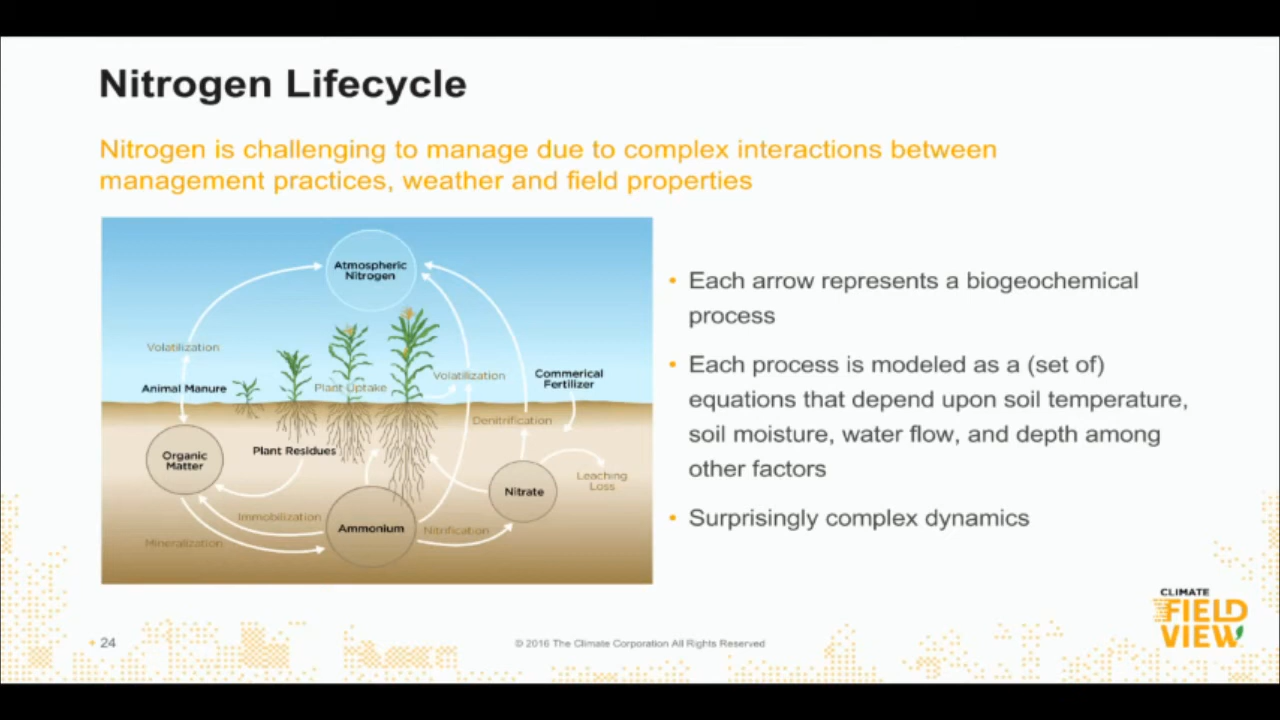 Nitrogen Lifecycle
Nitrogen is challenging to manage due to complex interactions between
management practices, weather and field properties
Atmospheric
Nitrogen
Volatilization
Animal Manure
Plant Uptake
Volatilization
Commerical
Fertilizer
Denitrification
Organic
Matter
Plant Residues
Leaching
Loss
Nitrate
Immobilization
Ammonium
Nitrification
Mineralization
• Each arrow represents a biogeochemical
process
• Each process is modeled as a (set of)
equations that depend upon soil temperature,
soil moisture, water flow, and depth among
other factors
• Surprisingly complex dynamics
24
© 2016 The Climate Corporation All Rights Reserved
CLIMATE
FIELD
VIEW